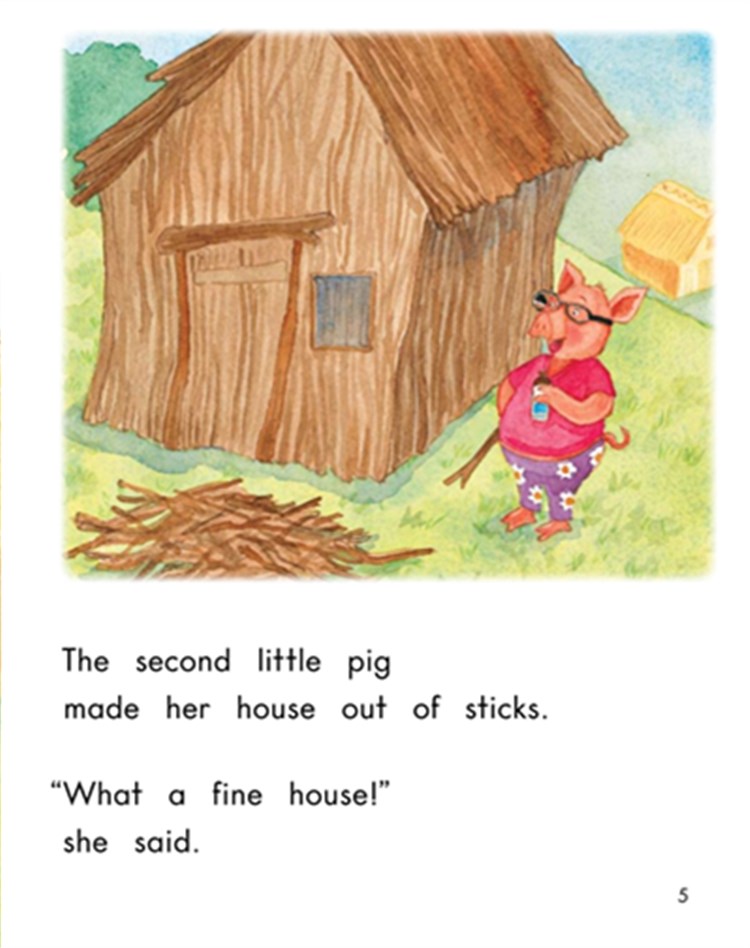 The second little pig
made her house out of sticks.
“What a fine house!”
she said.
5